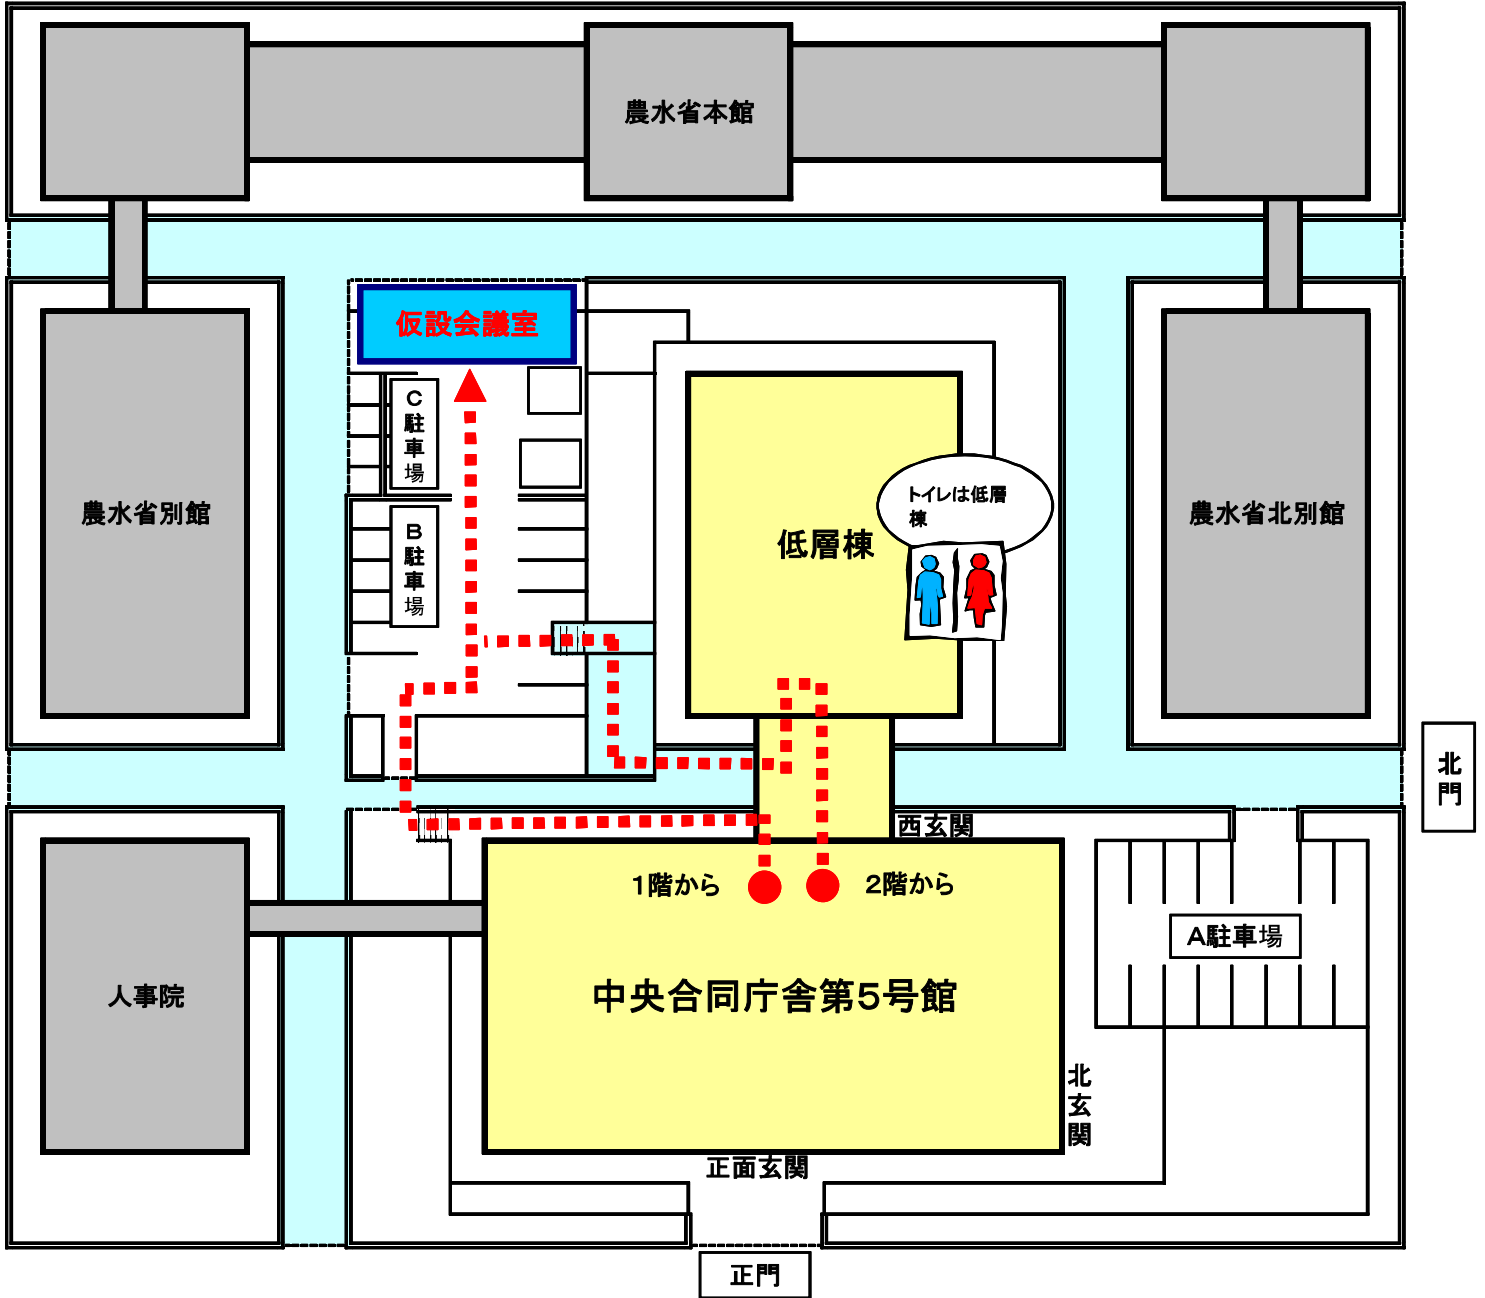 農水省本館
仮設会議室
C駐車場
トイレは低層
棟
農水省別館
B駐車場
低層棟
農水省北別館
北門
西玄関
1階から
2階から
A駐車場
人事院
中央合同庁舎第5号館
北玄関
正面玄関
正門